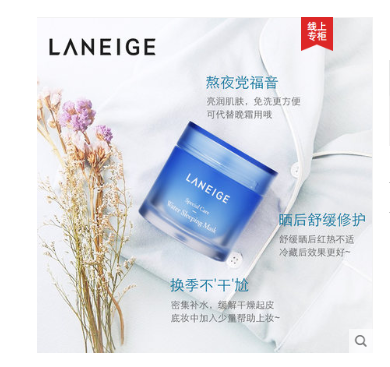 线上
专柜
LANEIGE
熬夜党福音
亮润肌肤，免洗更方便
可代替晚霜用哦
LANEIGE
Special Care
Water Sleeping Mask
晒后舒缓修护
舒缓晒后红热不适
冷藏后效果更好~
换季不‘干’尬
密集补水，缓解干燥起皮
底妆中加入少量帮助上妆~